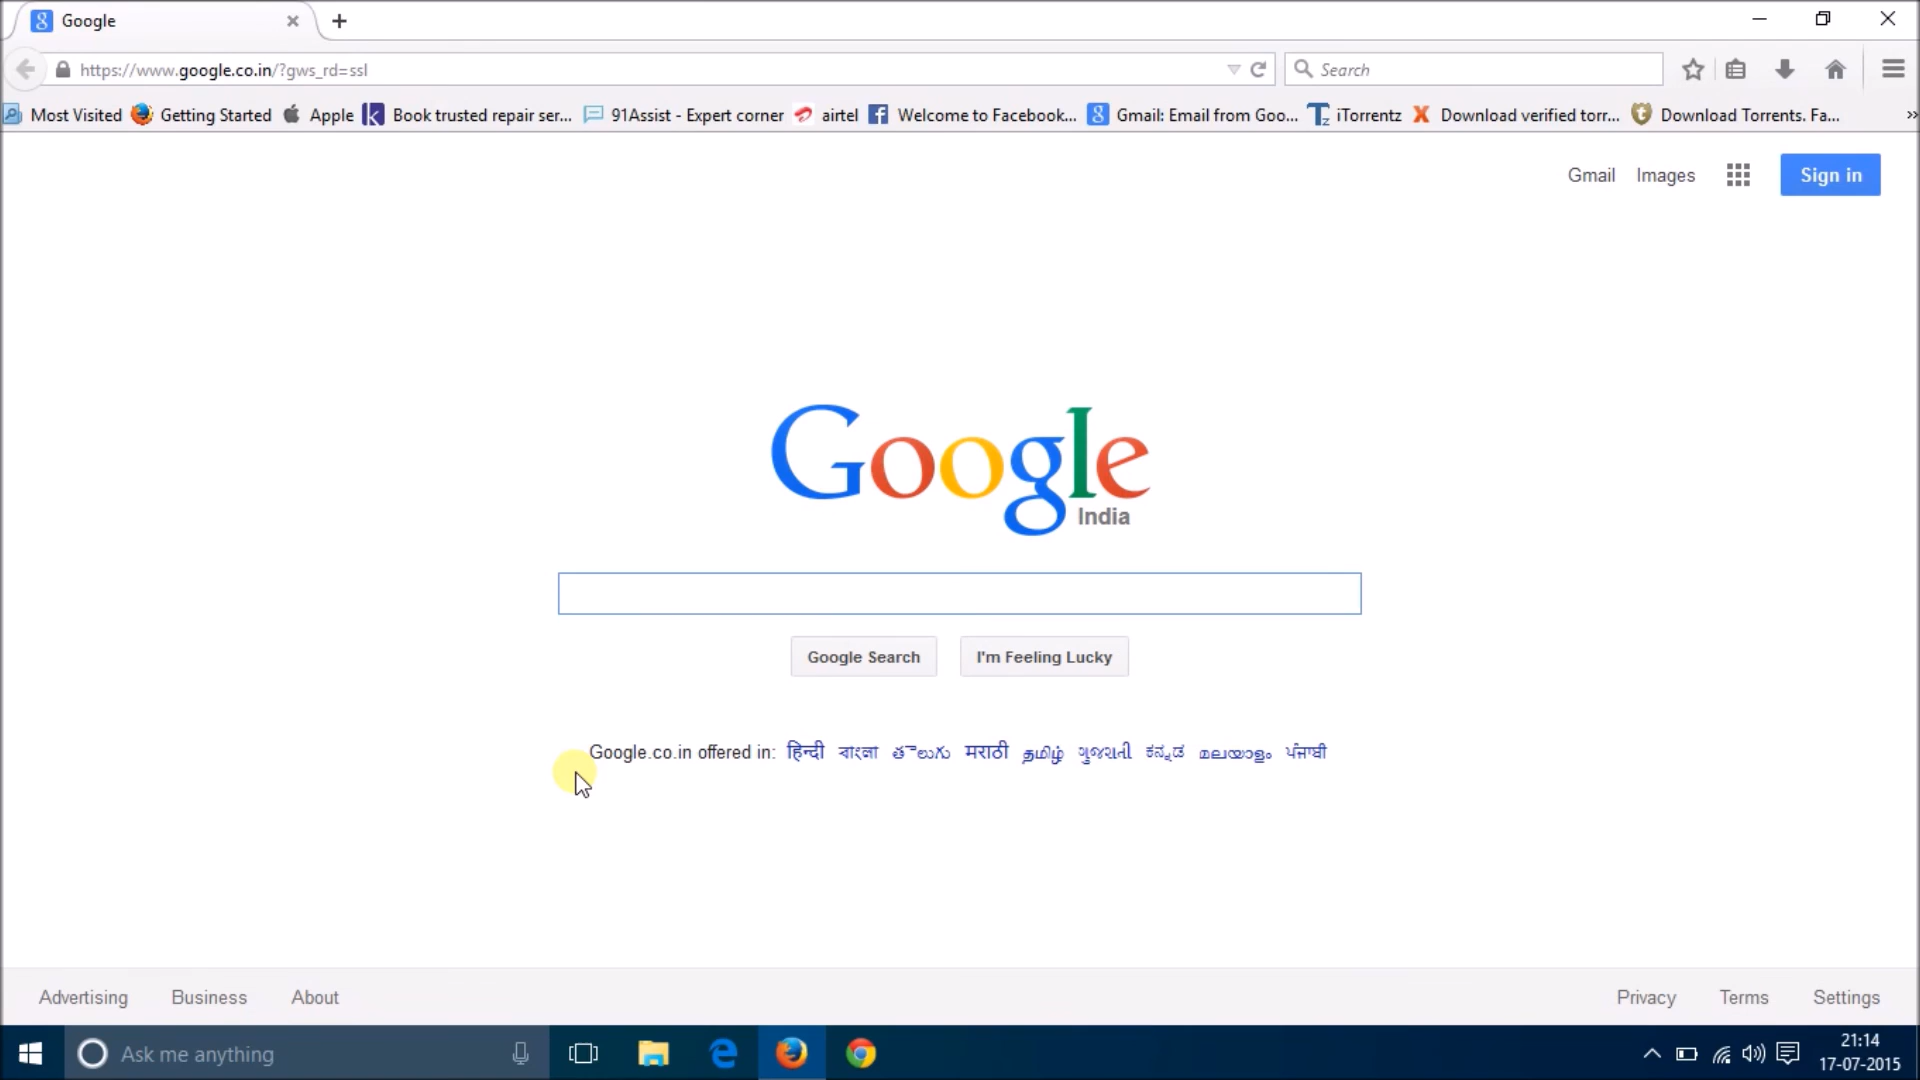 Google
https://www.google.co.in/?gws_rd=ssl
Search
Most Visited Getting Started Apple Book trusted repair ser... 91Assist - Expert corner airtel Welcome to Facebook... Gmail: Email from Goo... iTorrentz Download verified torr... Download Torrents. Fa...
Gmail Images Sign in
Google
India
Google Search I'm Feeling Lucky
Google.co.in offered in: हिन्दी বাংলা తెలుగు मराठी தமிழ் ગુજરાતી ಕನ್ನಡ മലയാളം ਪੰਜਾਬੀ
Advertising Business About Privacy Terms Settings
Ask me anything
21:14
17-07-2015